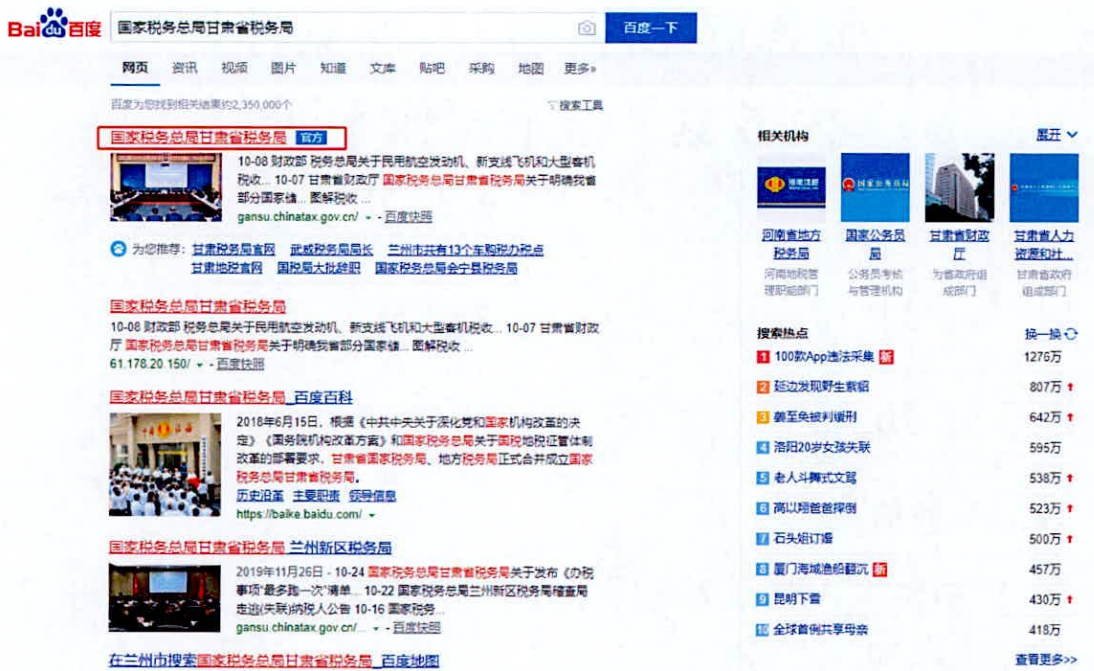 Baidu百度 国家税务总局甘肃省税务局 百度一下
网页 资讯 视频 图片 知道 文库 贴吧 采购 地图 更多»
百度为您找到相关结果约2,350,000个 搜索工具
国家税务总局甘肃省税务局 官方
10-08 财政部 税务总局关于民用航空发动机、新支线飞机和大型客机
税收... 10-07 甘肃省财政厅 国家税务总局甘肃省税务局关于明确我省
部分国家储... 图解税收 ...
gansu.chinatax.gov.cn/ - 百度快照
为您推荐: 甘肃税务局官网 武威税务局局长 兰州市共有13个车购税办税点
甘肃地税官网 国税局大批辞职 国家税务总局会宁县税务局
国家税务总局甘肃省税务局
10-08 财政部 税务总局关于民用航空发动机、新支线飞机和大型客机税收... 10-07 甘肃省财政
厅 国家税务总局甘肃省税务局关于明确我省部分国家储... 图解税收 ...
61.178.20.150/ - 百度快照
国家税务总局甘肃省税务局_百度百科
2018年6月15日，根据《中共中央关于深化党和国家机构改革的决
定》《国务院机构改革方案》和国家税务总局关于国税地税征管体制
改革的部署要求，甘肃省国家税务局、地方税务局正式合并成立国家
税务总局甘肃省税务局。
历史沿革 主要职责 领导信息
https://baike.baidu.com/
国家税务总局甘肃省税务局 兰州新区税务局
2019年11月26日 - 10-24 国家税务总局甘肃省税务局关于发布《办税
事项"最多跑一次"清单... 10-22 国家税务总局兰州新区税务局稽查局
走逃(失联)纳税人公告 10-16 国家税务...
gansu.chinatax.gov.cn/... - 百度快照
在兰州市搜索国家税务总局甘肃省税务局_百度地图
相关机构 展开
国家公务员局
河南省地方 国家公务员 甘肃省财政 甘肃省人力
税务局 局 厅 资源和社...
河南地税管 公务员考核 为省政府组 甘肃省政府
理职能部门 与管理机构 成部门 组成部门
搜索热点 换一换
1 100款App违法采集 新 1276万
2 延边发现野生紫貂 807万
3 姜至奂被判缓刑 642万
4 洛阳20岁女孩失联 595万
5 老人斗舞式文骂 538万
6 高以翔爸爸摔倒 523万
7 石头姐订婚 500万
8 厦门海域渔船翻沉 新 457万
9 昆明下雪 430万
10 全球首例共享母亲 418万
查看更多>>